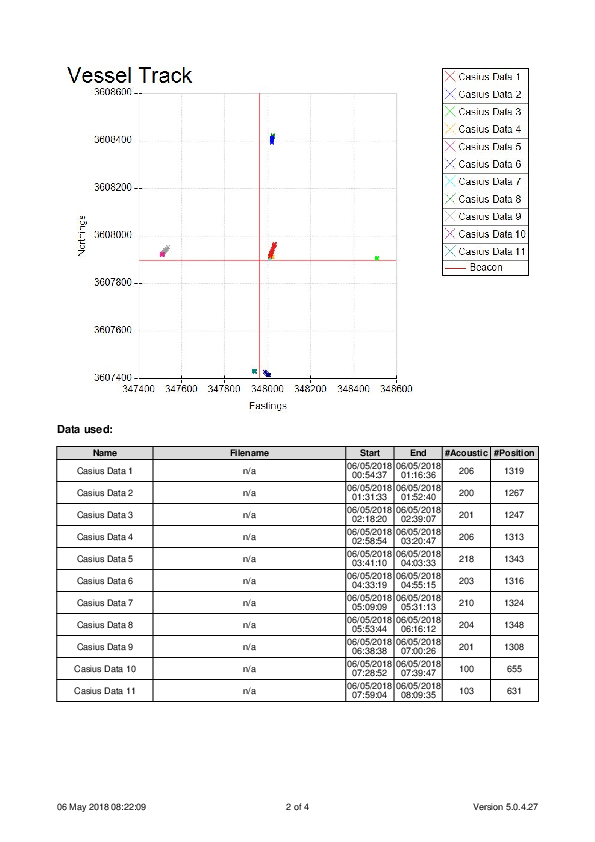 Vessel Track
3608600
3608400
3608200
3608000
3607800
3607600
3607400
Northings
347400 347600 347800 348000 348200 348400 348600
Eastings
Casius Data 1
Casius Data 2
Casius Data 3
Casius Data 4
Casius Data 5
Casius Data 6
Casius Data 7
Casius Data 8
Casius Data 9
Casius Data 10
Casius Data 11
Beacon
Data used:
Name Filename Start End #Acoustic #Position
Casius Data 1 n/a 06/05/2018 00:54:37 06/05/2018 01:16:36 206 1319
Casius Data 2 n/a 06/05/2018 01:31:33 06/05/2018 01:52:40 200 1267
Casius Data 3 n/a 06/05/2018 02:18:20 06/05/2018 02:39:07 201 1247
Casius Data 4 n/a 06/05/2018 02:58:54 06/05/2018 03:20:47 206 1313
Casius Data 5 n/a 06/05/2018 03:41:10 06/05/2018 04:03:33 218 1343
Casius Data 6 n/a 06/05/2018 04:33:19 06/05/2018 04:55:15 203 1316
Casius Data 7 n/a 06/05/2018 05:09:09 06/05/2018 05:31:13 210 1324
Casius Data 8 n/a 06/05/2018 05:53:44 06/05/2018 06:16:12 204 1348
Casius Data 9 n/a 06/05/2018 06:38:38 06/05/2018 07:00:26 201 1308
Casius Data 10 n/a 06/05/2018 07:28:52 06/05/2018 07:39:47 100 655
Casius Data 11 n/a 06/05/2018 07:59:04 06/05/2018 08:09:35 103 631
06 May 2018 08:22:09 2 of 4 Version 5.0.4.27